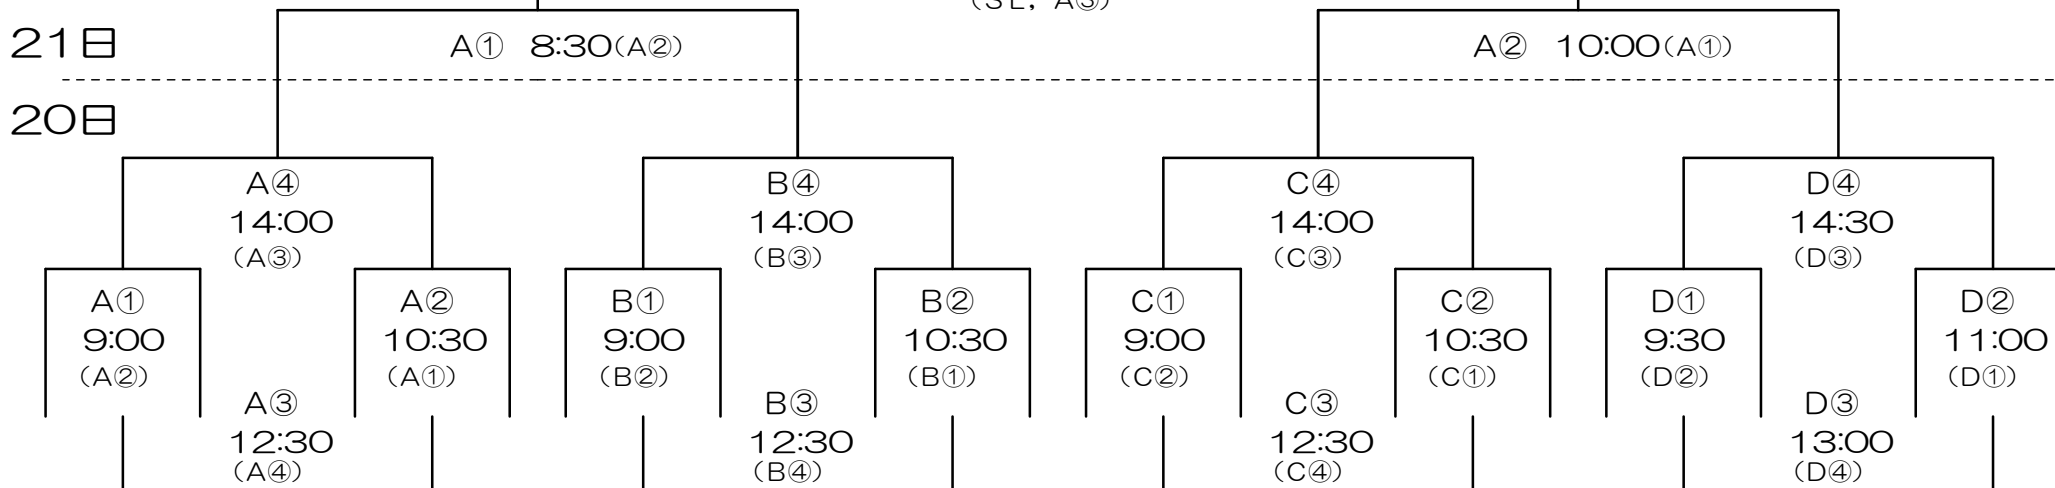 (SL, A③)
21日
A① 8:30(A②)
A② 10:00(A①)
20日
A④
14:00
(A③)
B④
14:00
(B③)
C④
14:00
(C③)
D④
14:30
(D③)
A①
9:00
(A②)
A②
10:30
(A①)
B①
9:00
(B②)
B②
10:30
(B①)
C①
9:00
(C②)
C②
10:30
(C①)
D①
9:30
(D②)
D②
11:00
(D①)
A③
12:30
(A④)
B③
12:30
(B④)
C③
12:30
(C④)
D③
13:00
(D④)